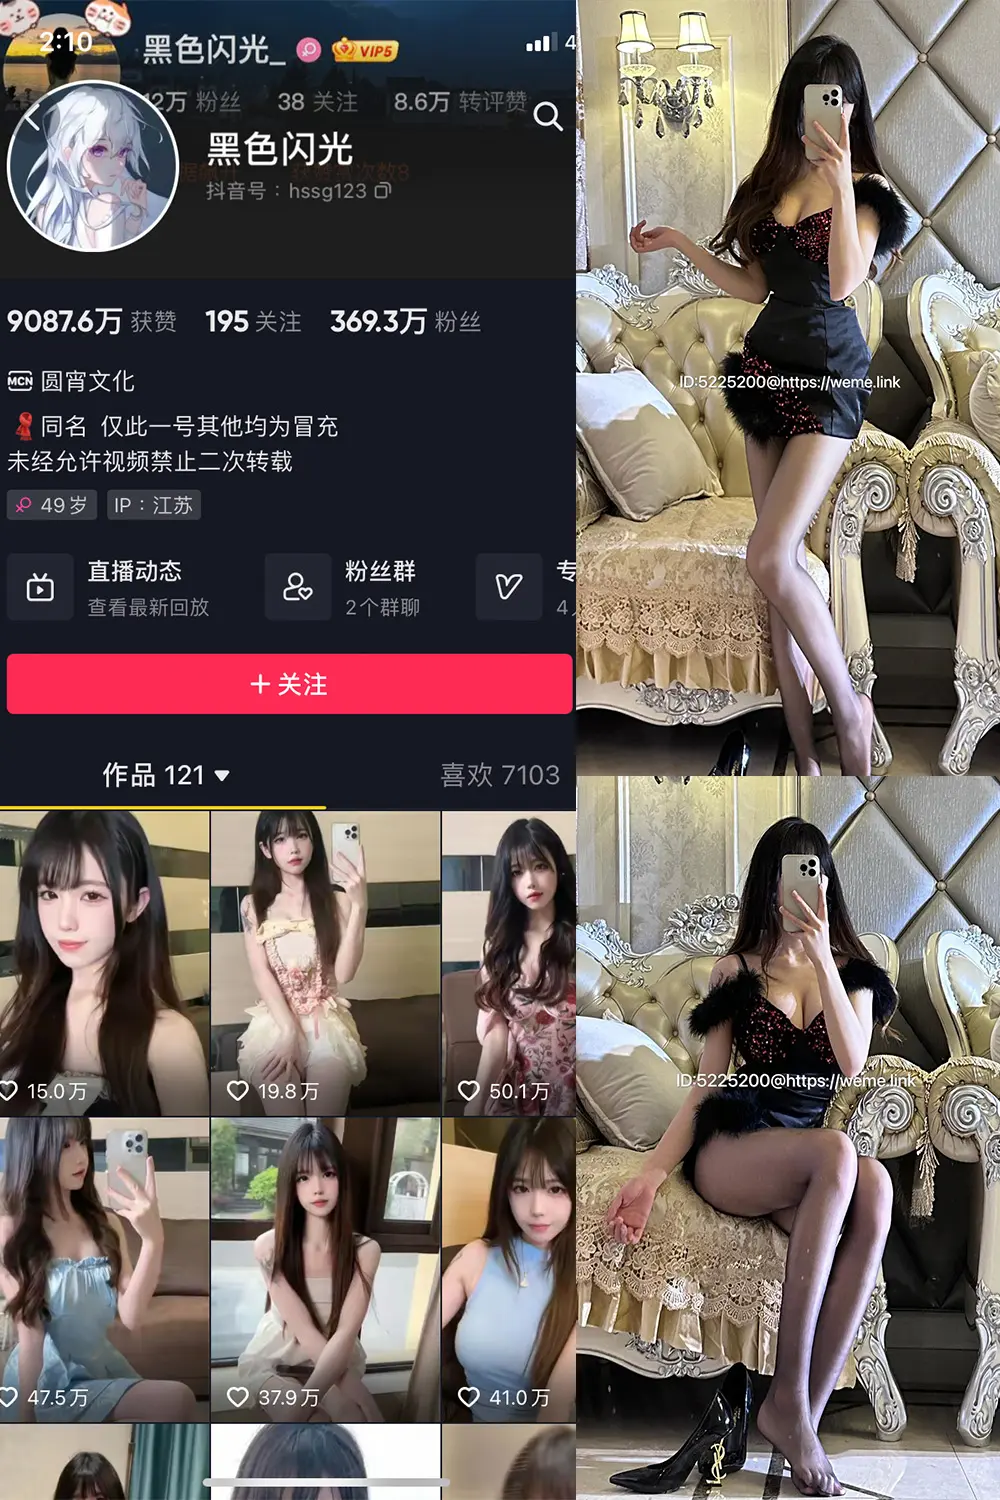 2:10
黑色闪光_ VIP5
4
12万 粉丝 38 关注 8.6万 转评赞
黑色闪光
抖音号：hssg123
9087.6万 获赞 195 关注 369.3万 粉丝
MCN 圆宵文化
同名 仅此一号其他均为冒充
未经允许视频禁止二次转载
49岁 IP：江苏
直播动态
查看最新回放
粉丝群
2个群聊
专
4
+ 关注
作品 121
喜欢 7103
15.0万
19.8万
50.1万
47.5万
37.9万
41.0万
ID:5225200@https://weme.link
ID:5225200@https://weme.link